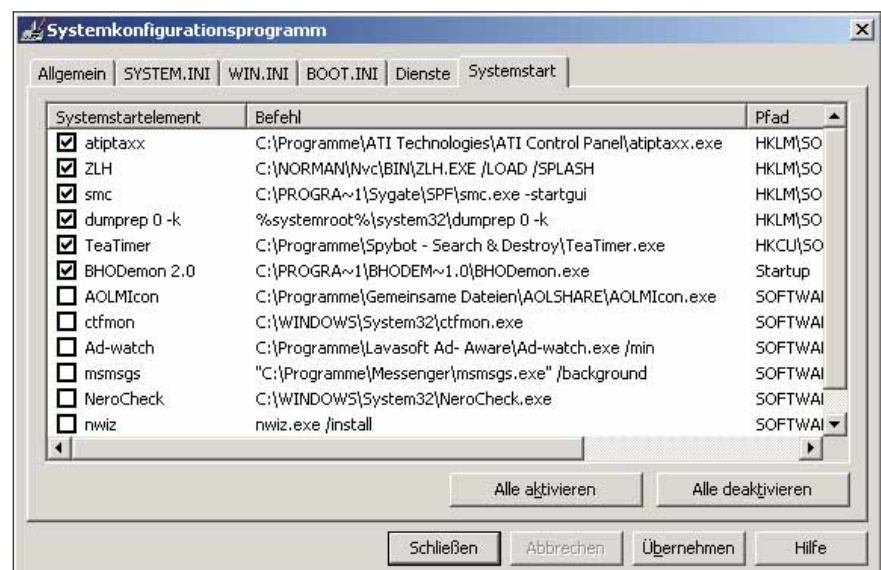 Systemkonfigurationsprogramm
Allgemein SYSTEM.INI WIN.INI BOOT.INI Dienste Systemstart
Systemstartelement Befehl Pfad
atiptaxx C:\Programme\ATI Technologies\ATI Control Panel\atiptaxx.exe HKLM\SO
ZLH C:\NORMAN\Nvc\BIN\ZLH.EXE /LOAD /SPLASH HKLM\SO
smc C:\PROGRA~1\Sygate\SPF\smc.exe -startgui HKLM\SO
dumprep 0 -k %systemroot%\system32\dumprep 0 -k HKLM\SO
TeaTimer C:\Programme\Spybot - Search & Destroy\TeaTimer.exe HKCU\SO
BHODemon 2.0 C:\PROGRA~1\BHODEM~1.0\BHODemon.exe Startup
AOLMIcon C:\Programme\Gemeinsame Dateien\AOLSHARE\AOLMIcon.exe SOFTWAI
ctfmon C:\WINDOWS\System32\ctfmon.exe SOFTWAI
Ad-watch C:\Programme\Lavasoft Ad- Aware\Ad-watch.exe /min SOFTWAI
msmsgs "C:\Programme\Messenger\msmsgs.exe" /background SOFTWAI
NeroCheck C:\WINDOWS\System32\NeroCheck.exe SOFTWAI
nwiz nwiz.exe /install SOFTWAI
Alle aktivieren Alle deaktivieren
Schließen Abbrechen Übernehmen Hilfe